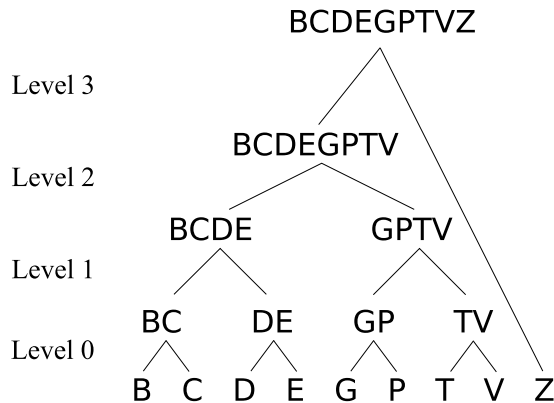 BCDEGPTVZ
Level 3
BCDEGPTV
Level 2
BCDE GPTV
Level 1
BC DE GP TV
Level 0
B C D E G P T V Z